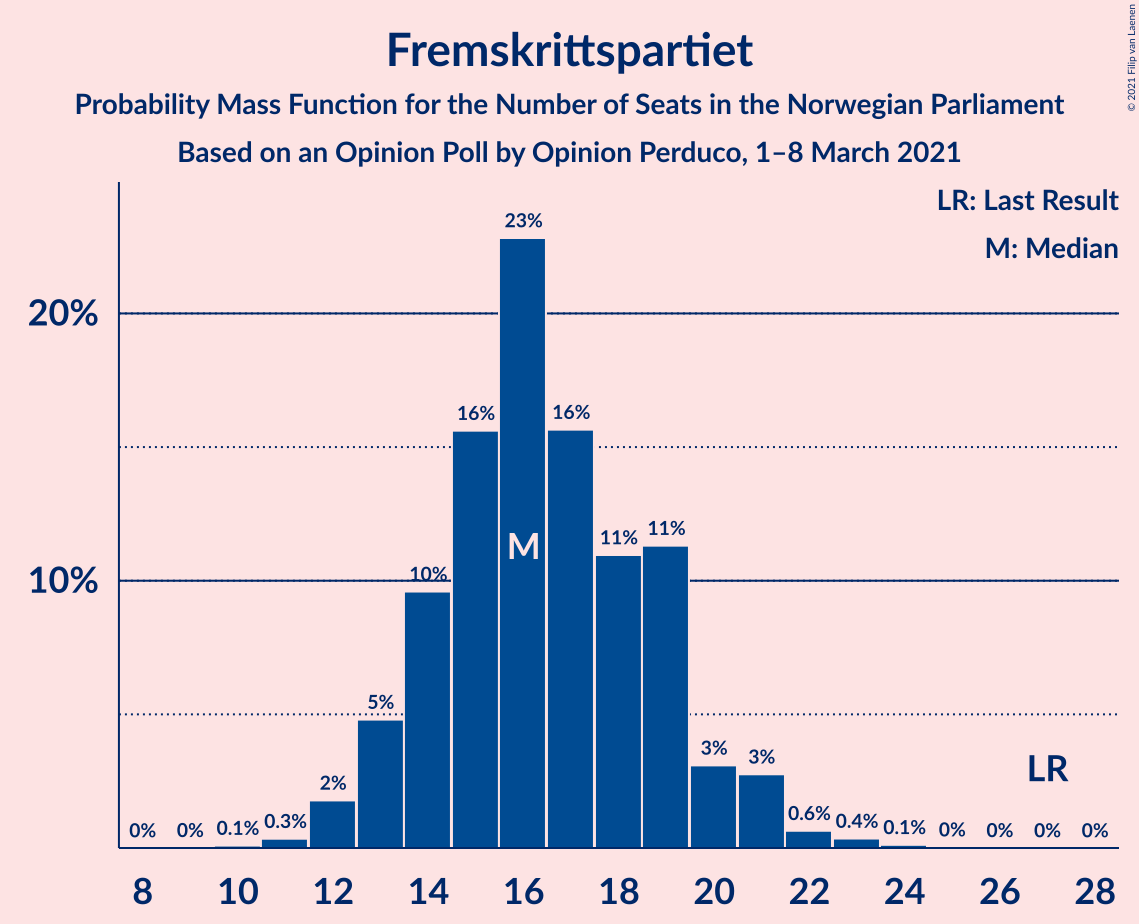 © 2021 Filip van Laenen
Fremskrittspartiet
Probability Mass Function for the Number of Seats in the Norwegian Parliament
Based on an Opinion Poll by Opinion Perduco, 1–8 March 2021
LR: Last Result
M: Median
23%
20%
16% 16%
M
11% 11%
10% 10%
5%
3% 3%
LR
2%
0% 0% 0.1% 0.3% 0.6% 0.4% 0.1% 0% 0% 0% 0%
8 10 12 14 16 18 20 22 24 26 28